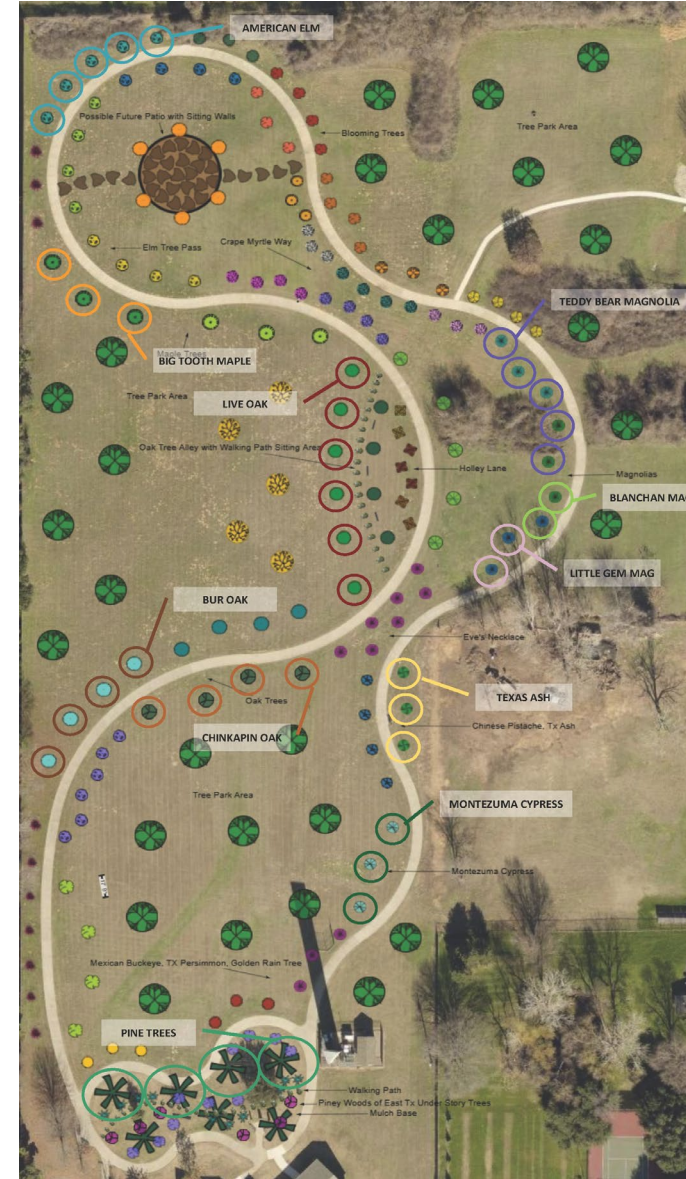 AMERICAN ELM
Possible Future Patio with Sitting Walls
Blooming Trees
Tree Park Area
Elm Tree Pass
Crape Myrtle Way
TEDDY BEAR MAGNOLIA
Maple Trees
BIG TOOTH MAPLE
Tree Park Area
LIVE OAK
Oak Tree Alley with Walking Path Sitting Area
Holley Lane
Magnolias
BLANCHAN MAG
LITTLE GEM MAG
BUR OAK
Eve's Necklace
Oak Trees
TEXAS ASH
Chinese Pistache, Tx Ash
CHINKAPIN OAK
Tree Park Area
MONTEZUMA CYPRESS
Montezuma Cypress
Mexican Buckeye, TX Persimmon, Golden Rain Tree
PINE TREES
Walking Path
Piney Woods of East Tx Under Story Trees
Mulch Base